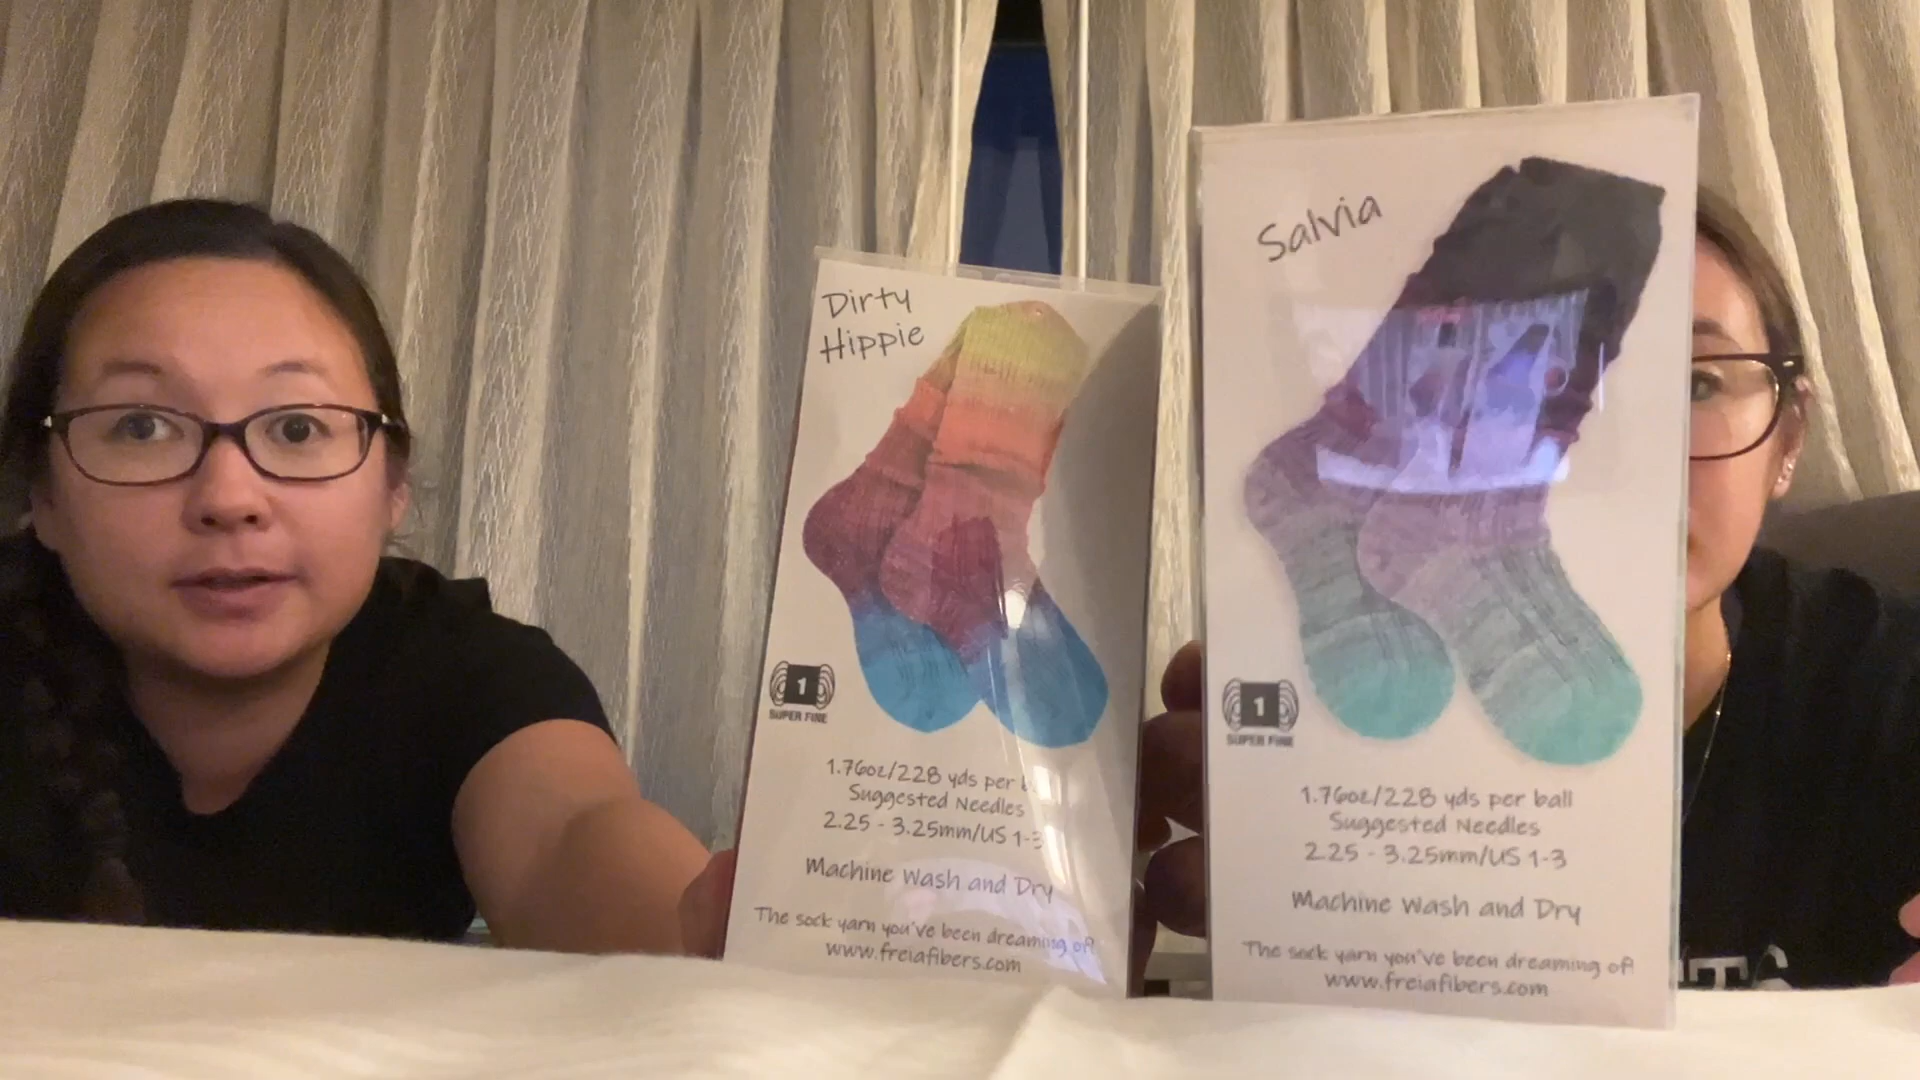 Dirty
Hippie
1
SUPER FINE
1.76oz/228 yds per
Suggested Needles
2.25 - 3.25mm/US 1-3
Machine Wash and Dry
The sock yarn you've been dreaming of!
www.freiafibers.com
Salvia
1
SUPER FINE
1.76oz/228 yds per ball
Suggested Needles
2.25 - 3.25mm/US 1-3
Machine Wash and Dry
The sock yarn you've been dreaming of!
www.freiafibers.com